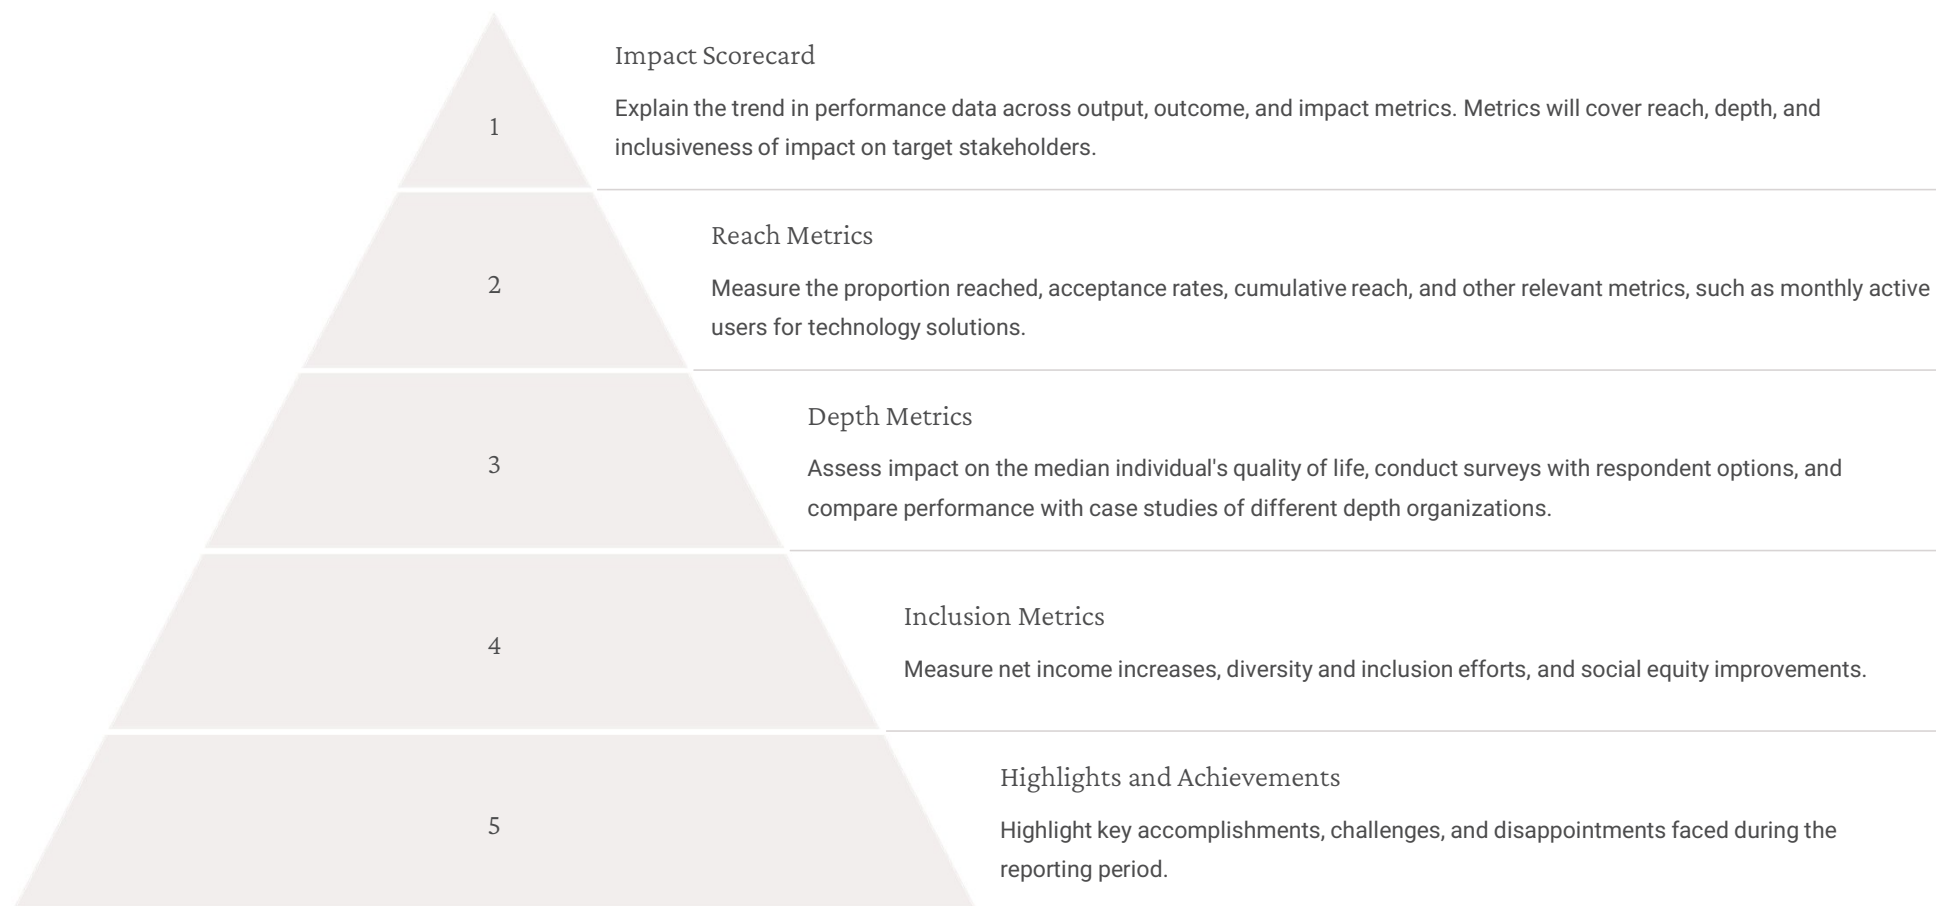 1
Impact Scorecard
Explain the trend in performance data across output, outcome, and impact metrics. Metrics will cover reach, depth, and
inclusiveness of impact on target stakeholders.
2
Reach Metrics
Measure the proportion reached, acceptance rates, cumulative reach, and other relevant metrics, such as monthly active
users for technology solutions.
3
Depth Metrics
Assess impact on the median individual's quality of life, conduct surveys with respondent options, and
compare performance with case studies of different depth organizations.
4
Inclusion Metrics
Measure net income increases, diversity and inclusion efforts, and social equity improvements.
5
Highlights and Achievements
Highlight key accomplishments, challenges, and disappointments faced during the
reporting period.